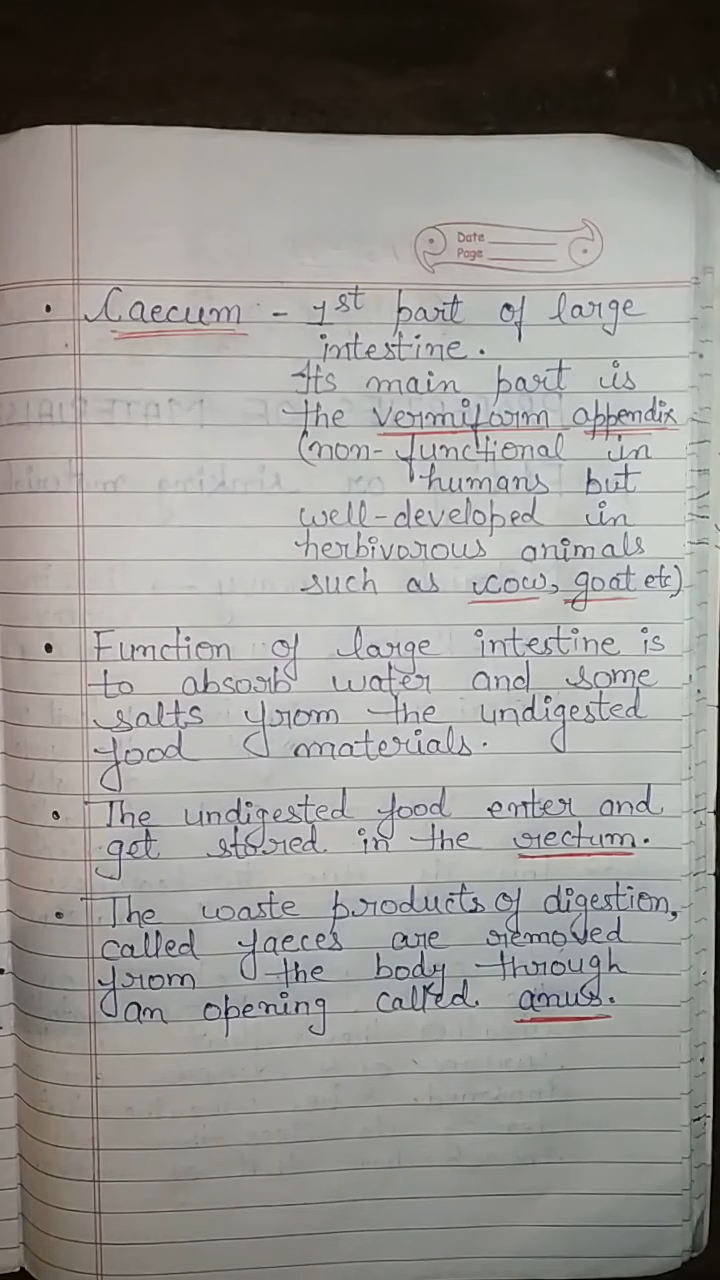 Date
Page
• Caecum - 1st part of large
intestine.
Its main part is
the vermiform appendix
(non-functional in
humans but
well-developed in
herbivorous animals
such as cow, goat etc)
• Function of large intestine is
to absorb water and some
salts from the undigested
food materials.
• The undigested food enter and
get stored in the rectum.
• The waste products of digestion,
called faeces are removed
from the body through
an opening called anus.